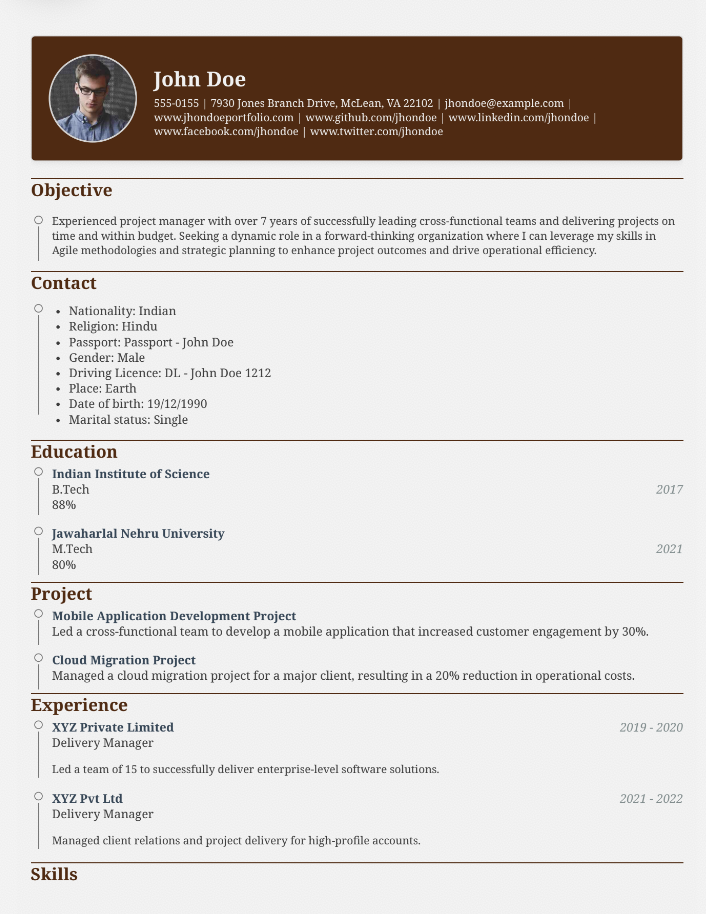 John Doe
555-0155 | 7930 Jones Branch Drive, McLean, VA 22102 | jhondoe@example.com |
www.jhondoeportfolio.com | www.github.com/jhondoe | www.linkedin.com/jhondoe |
www.facebook.com/jhondoe | www.twitter.com/jhondoe
Objective
Experienced project manager with over 7 years of successfully leading cross-functional teams and delivering projects on
time and within budget. Seeking a dynamic role in a forward-thinking organization where I can leverage my skills in
Agile methodologies and strategic planning to enhance project outcomes and drive operational efficiency.
Contact
• Nationality: Indian
• Religion: Hindu
• Passport: Passport - John Doe
• Gender: Male
• Driving Licence: DL - John Doe 1212
• Place: Earth
• Date of birth: 19/12/1990
• Marital status: Single
Education
Indian Institute of Science
B.Tech 2017
88%
Jawaharlal Nehru University
M.Tech 2021
80%
Project
Mobile Application Development Project
Led a cross-functional team to develop a mobile application that increased customer engagement by 30%.
Cloud Migration Project
Managed a cloud migration project for a major client, resulting in a 20% reduction in operational costs.
Experience
XYZ Private Limited 2019 - 2020
Delivery Manager
Led a team of 15 to successfully deliver enterprise-level software solutions.
XYZ Pvt Ltd 2021 - 2022
Delivery Manager
Managed client relations and project delivery for high-profile accounts.
Skills